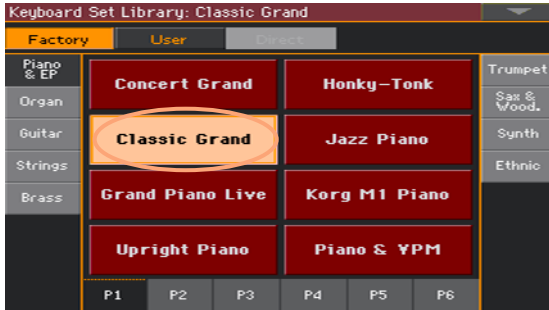 Keyboard Set Library: Classic Grand
Factory User Direct
Piano
& EP
Organ
Guitar
Strings
Brass
Concert Grand
Honky-Tonk
Classic Grand
Jazz Piano
Grand Piano Live
Korg M1 Piano
Upright Piano
Piano & ¥PM
Trumpet
Sax &
Wood.
Synth
Ethnic
P1 P2 P3 P4 P5 P6